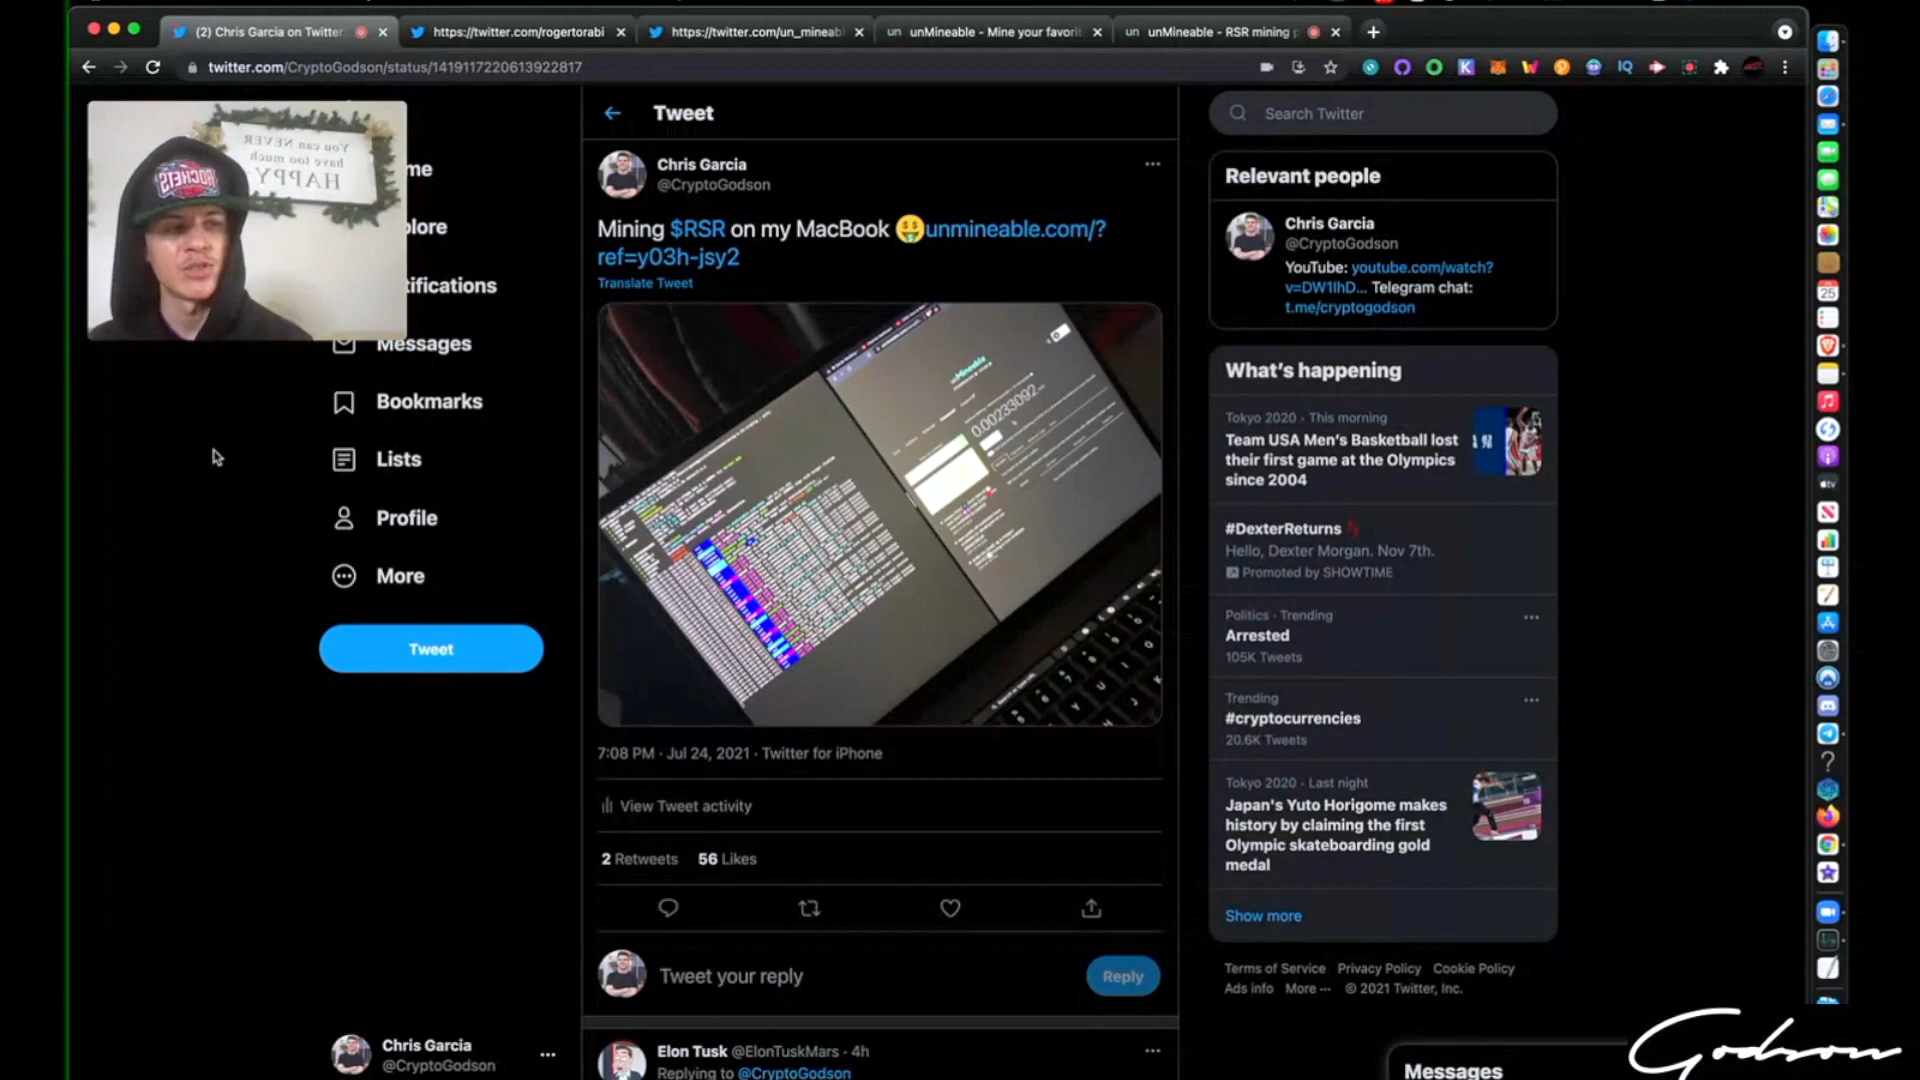 (2) Chris Garcia on Twitter:
https://twitter.com/rogertorabi
https://twitter.com/un_mineab
un unMineable - Mine your favorit
un unMineable - RSR mining p
twitter.com/CryptoGodson/status/1419117220613922817
You can NEVER
have too much
HAPPY
ROCKETS
me
lore
tifications
Messages
Bookmarks
Lists
Profile
More
Tweet
Chris Garcia
@CryptoGodson
Tweet
Chris Garcia
@CryptoGodson
Mining $RSR on my MacBook 🤑unmineable.com/?
ref=y03h-jsy2
Translate Tweet
unMineable
0.00233092
7:08 PM · Jul 24, 2021 · Twitter for iPhone
View Tweet activity
2 Retweets 56 Likes
Tweet your reply
Reply
Elon Tusk @ElonTuskMars · 4h
Replying to @CryptoGodson
Search Twitter
Relevant people
Chris Garcia
@CryptoGodson
YouTube: youtube.com/watch?
v=DW1IhD... Telegram chat:
t.me/cryptogodson
What's happening
Tokyo 2020 · This morning
Team USA Men's Basketball lost
their first game at the Olympics
since 2004
#DexterReturns
Hello, Dexter Morgan. Nov 7th.
Promoted by SHOWTIME
Politics · Trending
Arrested
105K Tweets
Trending
#cryptocurrencies
20.6K Tweets
Tokyo 2020 · Last night
Japan's Yuto Horigome makes
history by claiming the first
Olympic skateboarding gold
medal
Show more
Terms of Service Privacy Policy Cookie Policy
Ads info More ··· © 2021 Twitter, Inc.
Messages
Godson
25
tv